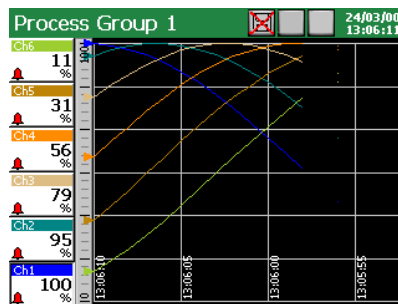 Process Group 1
24/03/00
13:06:11
Ch6
11
%
Ch5
31
%
Ch4
56
%
Ch3
79
%
Ch2
95
%
Ch1
100
%
100
0
13:06:10
13:06:05
13:06:00
13:05:55